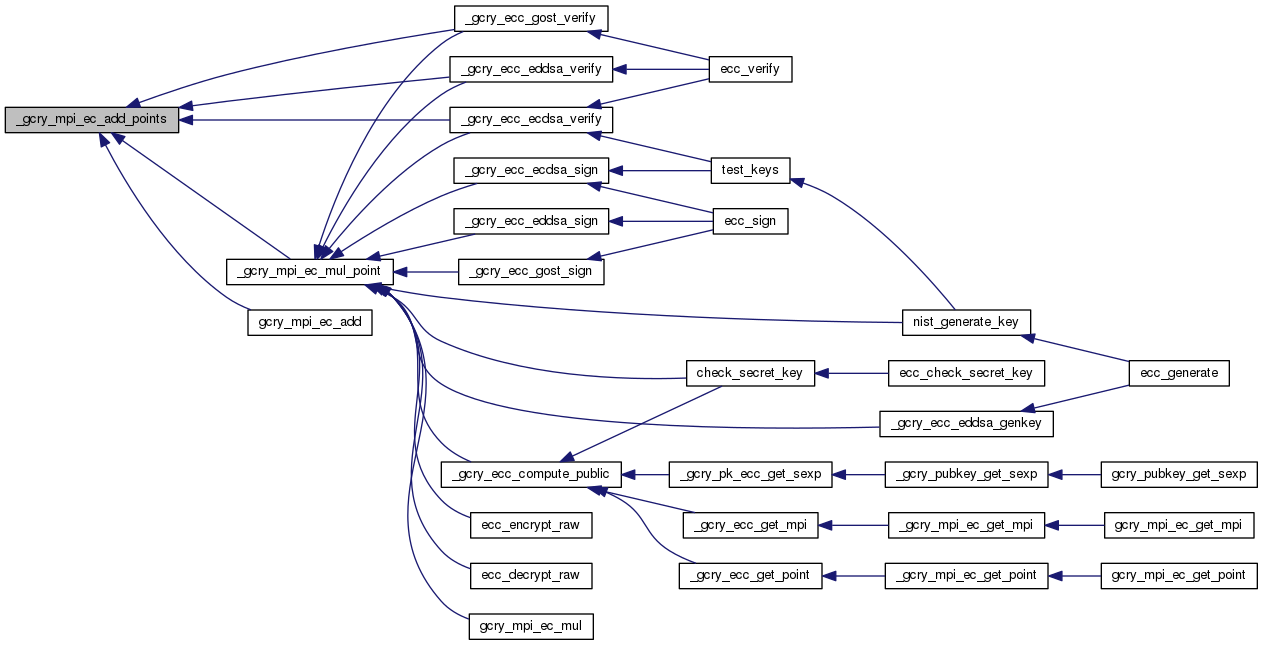 _gcry_ecc_gost_verify
_gcry_ecc_eddsa_verify
ecc_verify
_gcry_mpi_ec_add_points
_gcry_ecc_ecdsa_verify
_gcry_ecc_ecdsa_sign
test_keys
_gcry_ecc_eddsa_sign
ecc_sign
_gcry_mpi_ec_mul_point
_gcry_ecc_gost_sign
gcry_mpi_ec_add
nist_generate_key
check_secret_key
ecc_check_secret_key
ecc_generate
_gcry_ecc_eddsa_genkey
_gcry_ecc_compute_public
_gcry_pk_ecc_get_sexp
_gcry_pubkey_get_sexp
gcry_pubkey_get_sexp
ecc_encrypt_raw
_gcry_ecc_get_mpi
_gcry_mpi_ec_get_mpi
gcry_mpi_ec_get_mpi
ecc_decrypt_raw
_gcry_ecc_get_point
_gcry_mpi_ec_get_point
gcry_mpi_ec_get_point
gcry_mpi_ec_mul